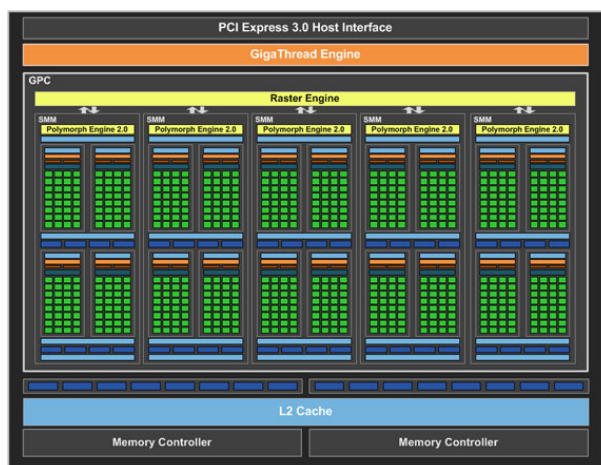 PCI Express 3.0 Host Interface
GigaThread Engine
GPC
Raster Engine
SMM SMM SMM SMM SMM
Polymorph Engine 2.0 Polymorph Engine 2.0 Polymorph Engine 2.0 Polymorph Engine 2.0 Polymorph Engine 2.0
L2 Cache
Memory Controller Memory Controller